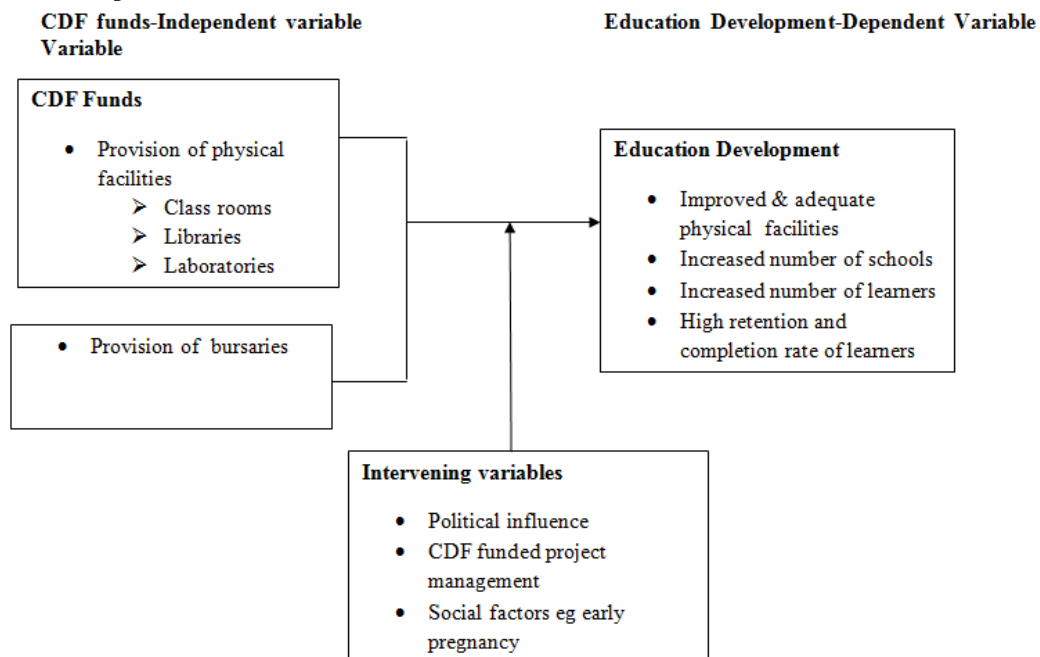 CDF funds-Independent variable
Variable
Education Development-Dependent Variable
CDF Funds
• Provision of physical
facilities
➢ Class rooms
➢ Libraries
➢ Laboratories
• Provision of bursaries
Education Development
• Improved & adequate
physical facilities
• Increased number of schools
• Increased number of learners
• High retention and
completion rate of learners
Intervening variables
• Political influence
• CDF funded project
management
• Social factors eg early
pregnancy